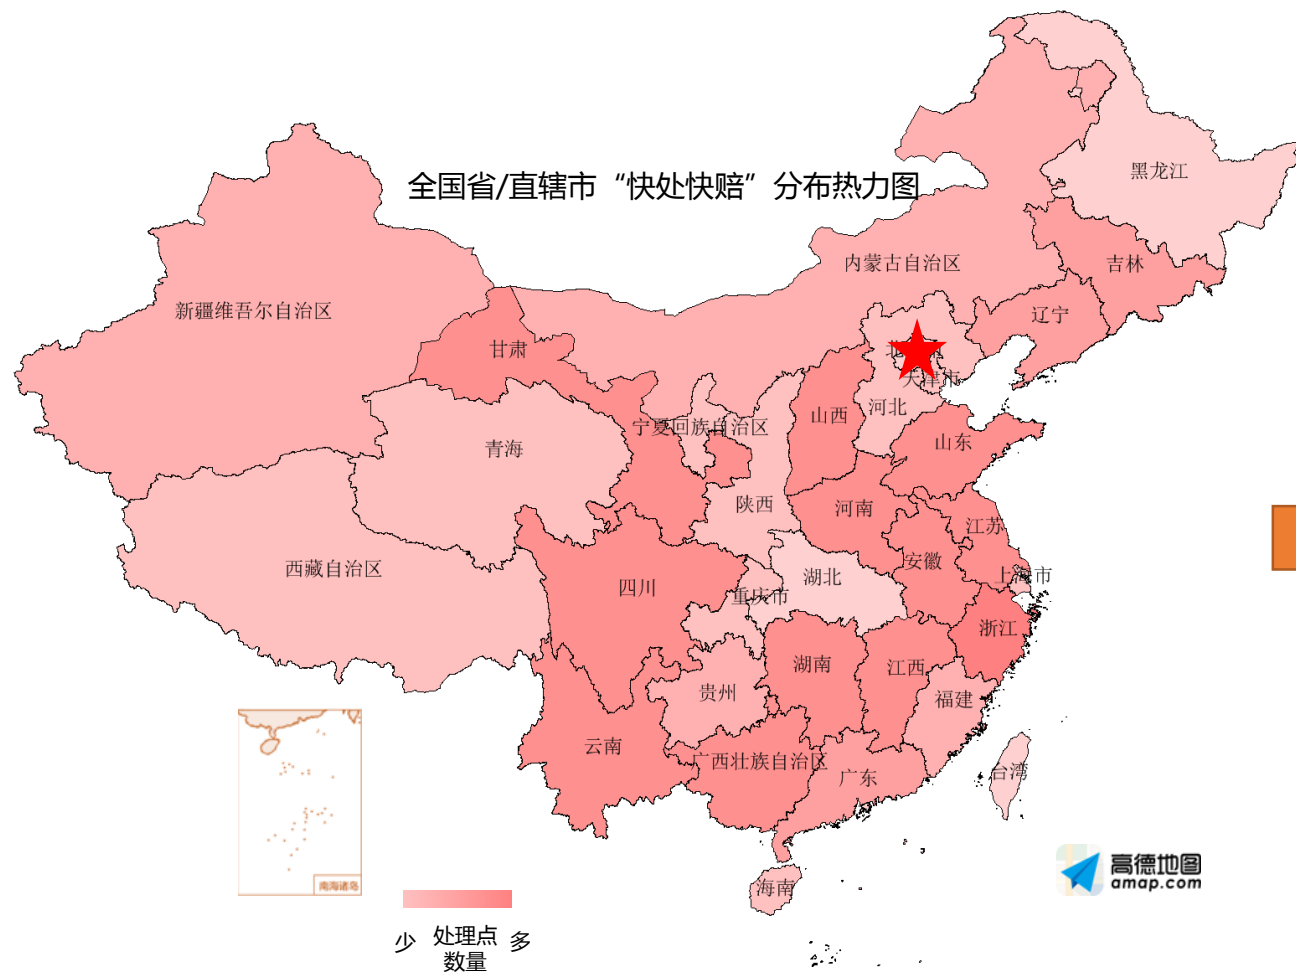 黑龙江
全国省/直辖市“快处快赔”分布热力图
内蒙古自治区
吉林
新疆维吾尔自治区
辽宁
甘肃
北
天津市
山西
河北
宁夏回族自治区
山东
青海
陕西
河南
江苏
安徽
西藏自治区
湖北
上海市
四川
重庆市
浙江
湖南
江西
贵州
福建
云南
广西壮族自治区
广东
台湾
高德地图
amap.com
南海诸岛
海南
少 处理点 多
数量